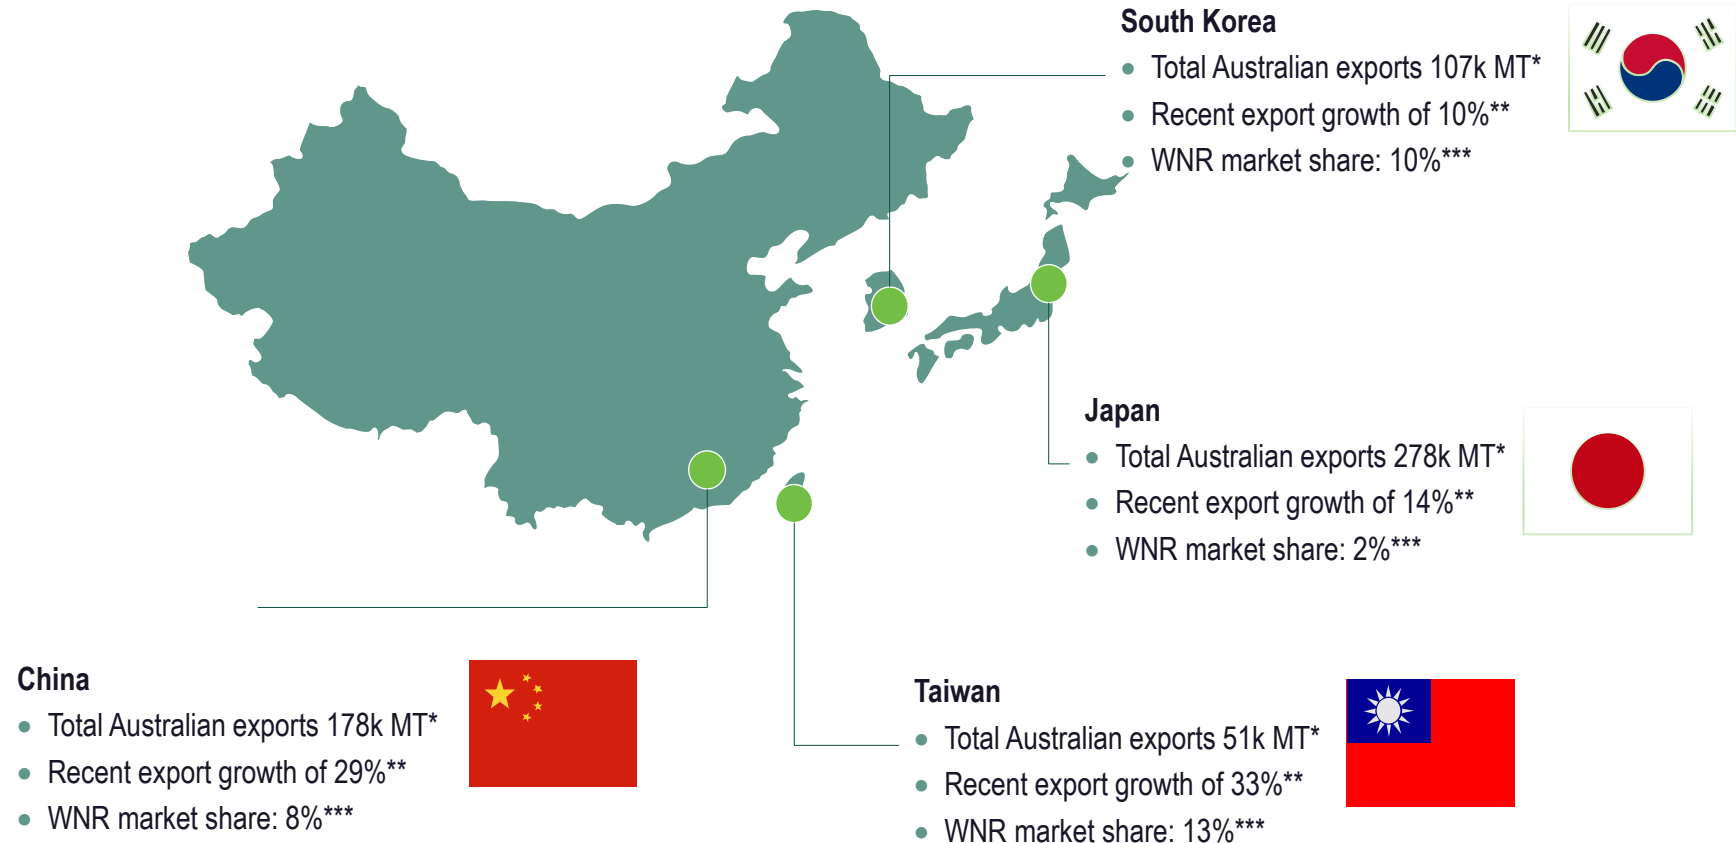 South Korea
• Total Australian exports 107k MT*
• Recent export growth of 10%**
• WNR market share: 10%***
Japan
• Total Australian exports 278k MT*
• Recent export growth of 14%**
• WNR market share: 2%***
China
• Total Australian exports 178k MT*
• Recent export growth of 29%**
• WNR market share: 8%***
Taiwan
• Total Australian exports 51k MT*
• Recent export growth of 33%**
• WNR market share: 13%***